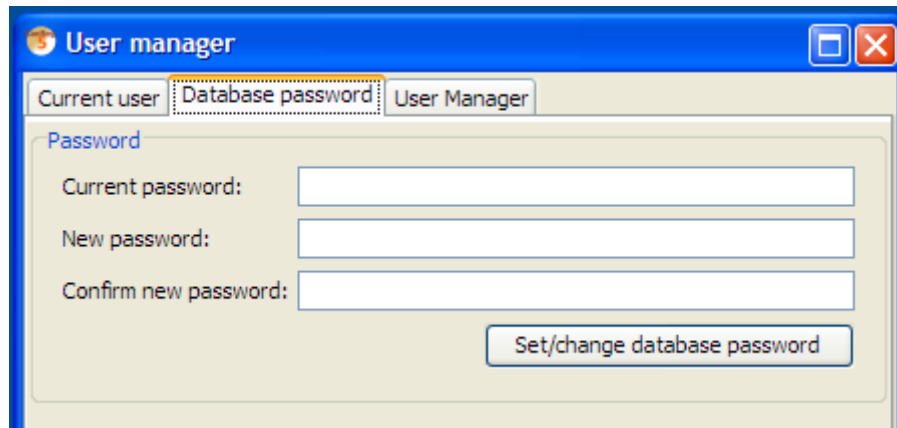 User manager
Current user Database password User Manager
Password
Current password:
New password:
Confirm new password:
Set/change database password